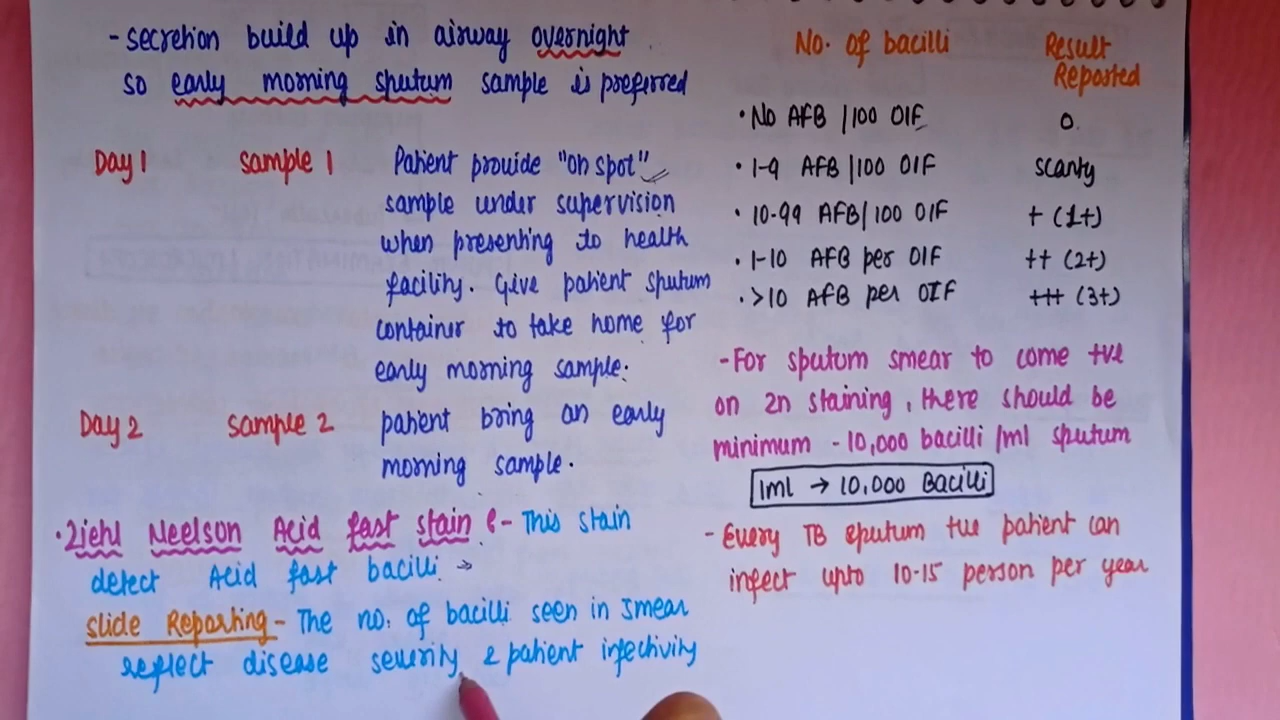 - secretion build up in airway overnight
so early morning sputum sample is preferred
Day 1 sample 1 Patient provide "on spot"
sample under supervision
when presenting to health
facility. Give patient sputum
container to take home for
early morning sample.
Day 2 sample 2 patient bring an early
morning sample.
• Ziehl Neelson Acid fast stain :- This stain
detect Acid fast bacilli
slide Reporting - The no. of bacilli seen in smear
reflect disease severity & patient infectivity
No. of bacilli Result
Reported
• No AFB /100 OIF 0
• 1-9 AFB/100 OIF scanty
• 10-99 AFB/100 OIF + (1+)
• 1-10 AFB per OIF ++ (2+)
• >10 AFB per OIF +++ (3+)
- For sputum smear to come +ve
on Zn staining, there should be
minimum - 10,000 bacilli/ml sputum
1ml → 10,000 Bacilli
- Every TB sputum +ve patient can
infect upto 10-15 person per year